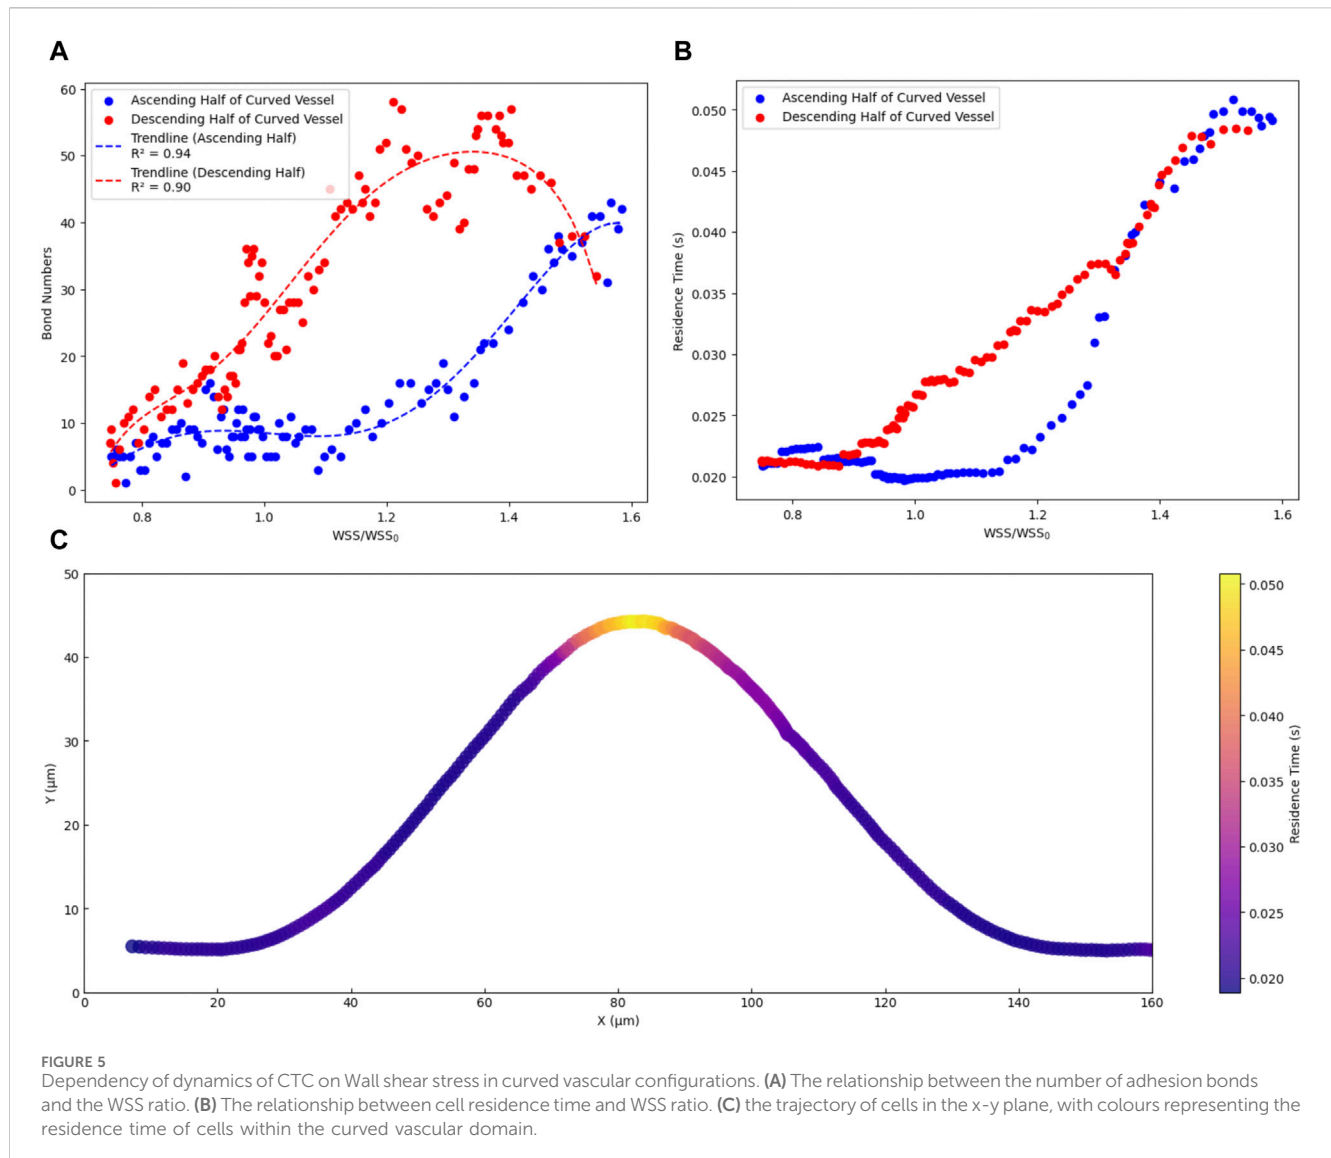 A
Ascending Half of Curved Vessel
Descending Half of Curved Vessel
Trendline (Ascending Half)
R² = 0.94
Trendline (Descending Half)
R² = 0.90
60
50
40
30
20
10
0
Bond Numbers
0.8 1.0 1.2 1.4 1.6
WSS/WSS₀
B
Ascending Half of Curved Vessel
Descending Half of Curved Vessel
0.050
0.045
0.040
0.035
0.030
0.025
0.020
Residence Time (s)
0.8 1.0 1.2 1.4 1.6
WSS/WSS₀
C
50
40
30
20
10
0
Y (μm)
0 20 40 60 80 100 120 140 160
X (μm)
0.050
0.045
0.040
0.035
0.030
0.025
0.020
Residence Time (s)
FIGURE 5
Dependency of dynamics of CTC on Wall shear stress in curved vascular configurations. (A) The relationship between the number of adhesion bonds
and the WSS ratio. (B) The relationship between cell residence time and WSS ratio. (C) the trajectory of cells in the x-y plane, with colours representing the
residence time of cells within the curved vascular domain.